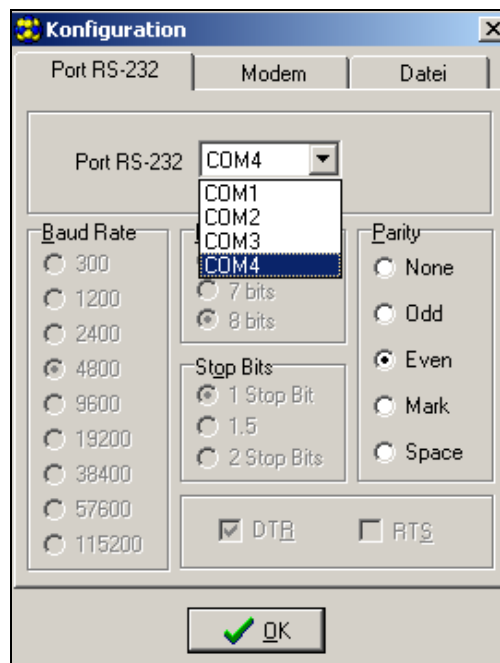 Konfiguration
Port RS-232 Modem Datei
Port RS-232 COM4
COM1
COM2
COM3
COM4
Baud Rate
300
1200
2400
4800
9600
19200
38400
57600
115200
7 bits
8 bits
Stop Bits
1 Stop Bit
1.5
2 Stop Bits
Parity
None
Odd
Even
Mark
Space
DTR RTS
OK